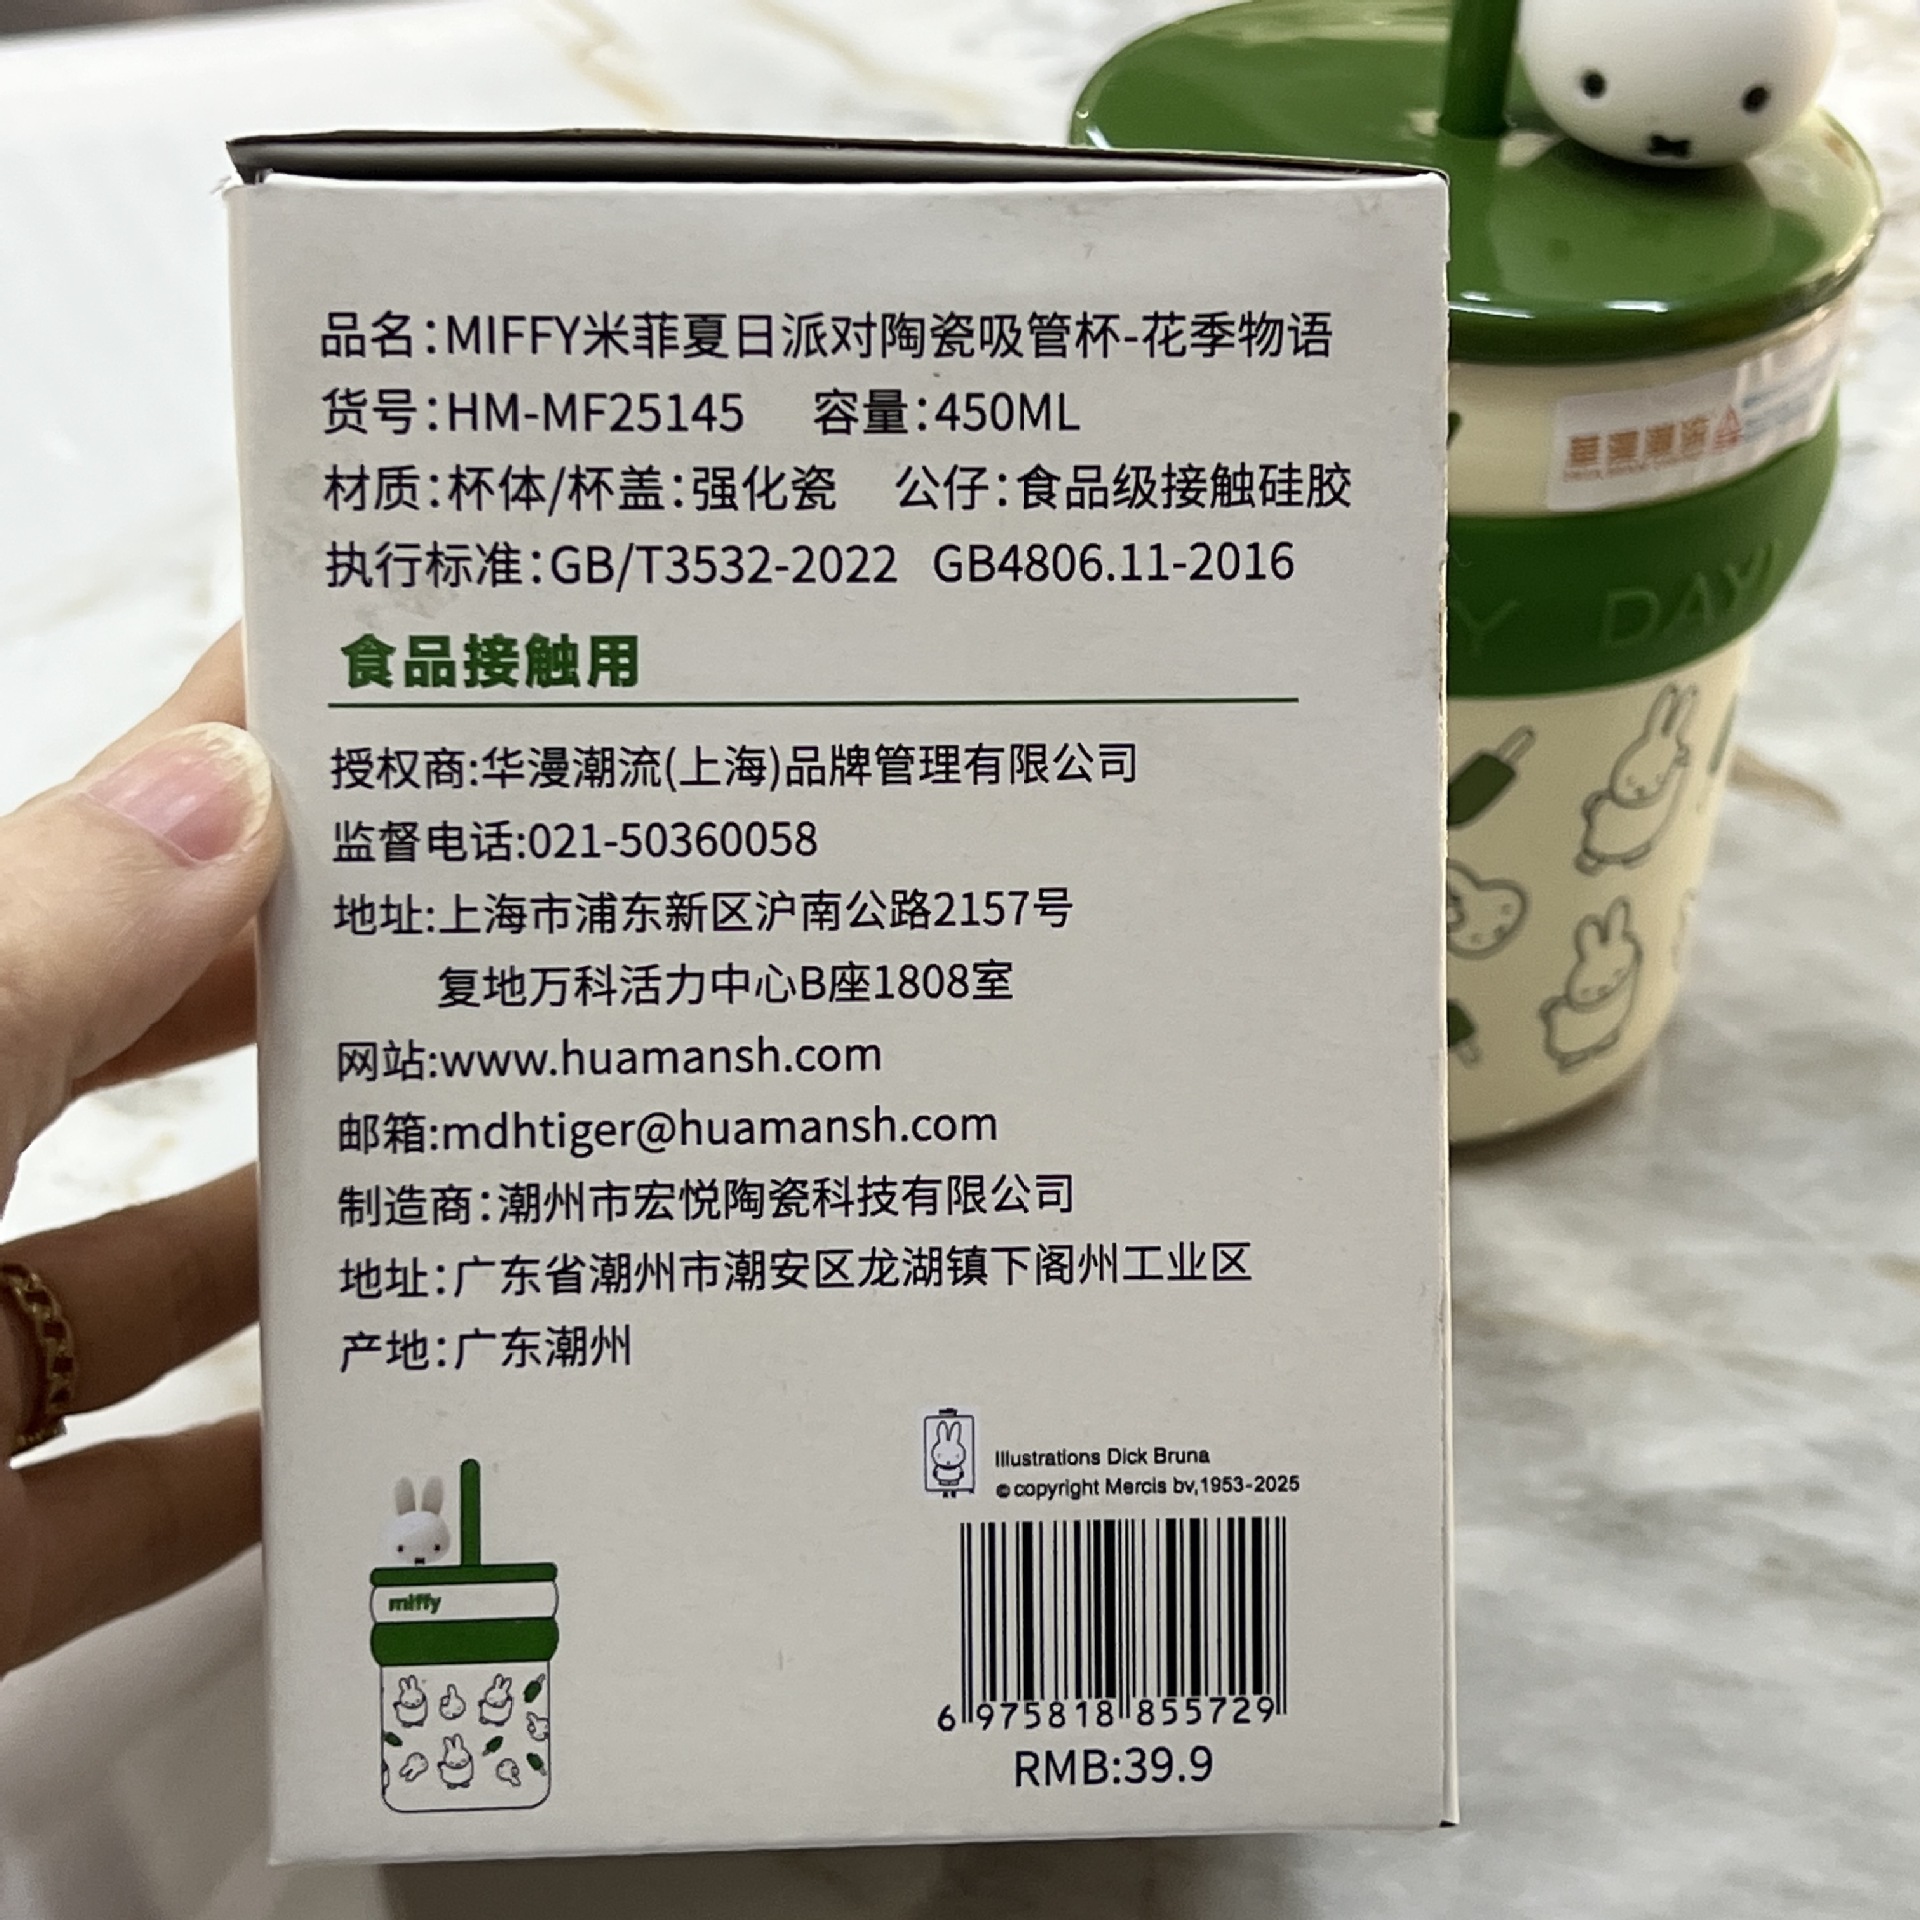 品名：MIFFY米菲夏日派对陶瓷吸管杯-花季物语
货号：HM-MF25145 容量：450ML
材质：杯体/杯盖：强化瓷 公仔：食品级接触硅胶
执行标准：GB/T3532-2022 GB4806.11-2016
食品接触用
授权商:华漫潮流(上海)品牌管理有限公司
监督电话:021-50360058
地址:上海市浦东新区沪南公路2157号
复地万科活力中心B座1808室
网站:www.huamansh.com
邮箱:mdhtiger@huamansh.com
制造商：潮州市宏悦陶瓷科技有限公司
地址：广东省潮州市潮安区龙湖镇下阁州工业区
产地：广东潮州
Illustrations Dick Bruna
©copyright Mercis bv,1953-2025
miffy
6 975818 855729
RMB:39.9
華漫潮流
Y DAY!